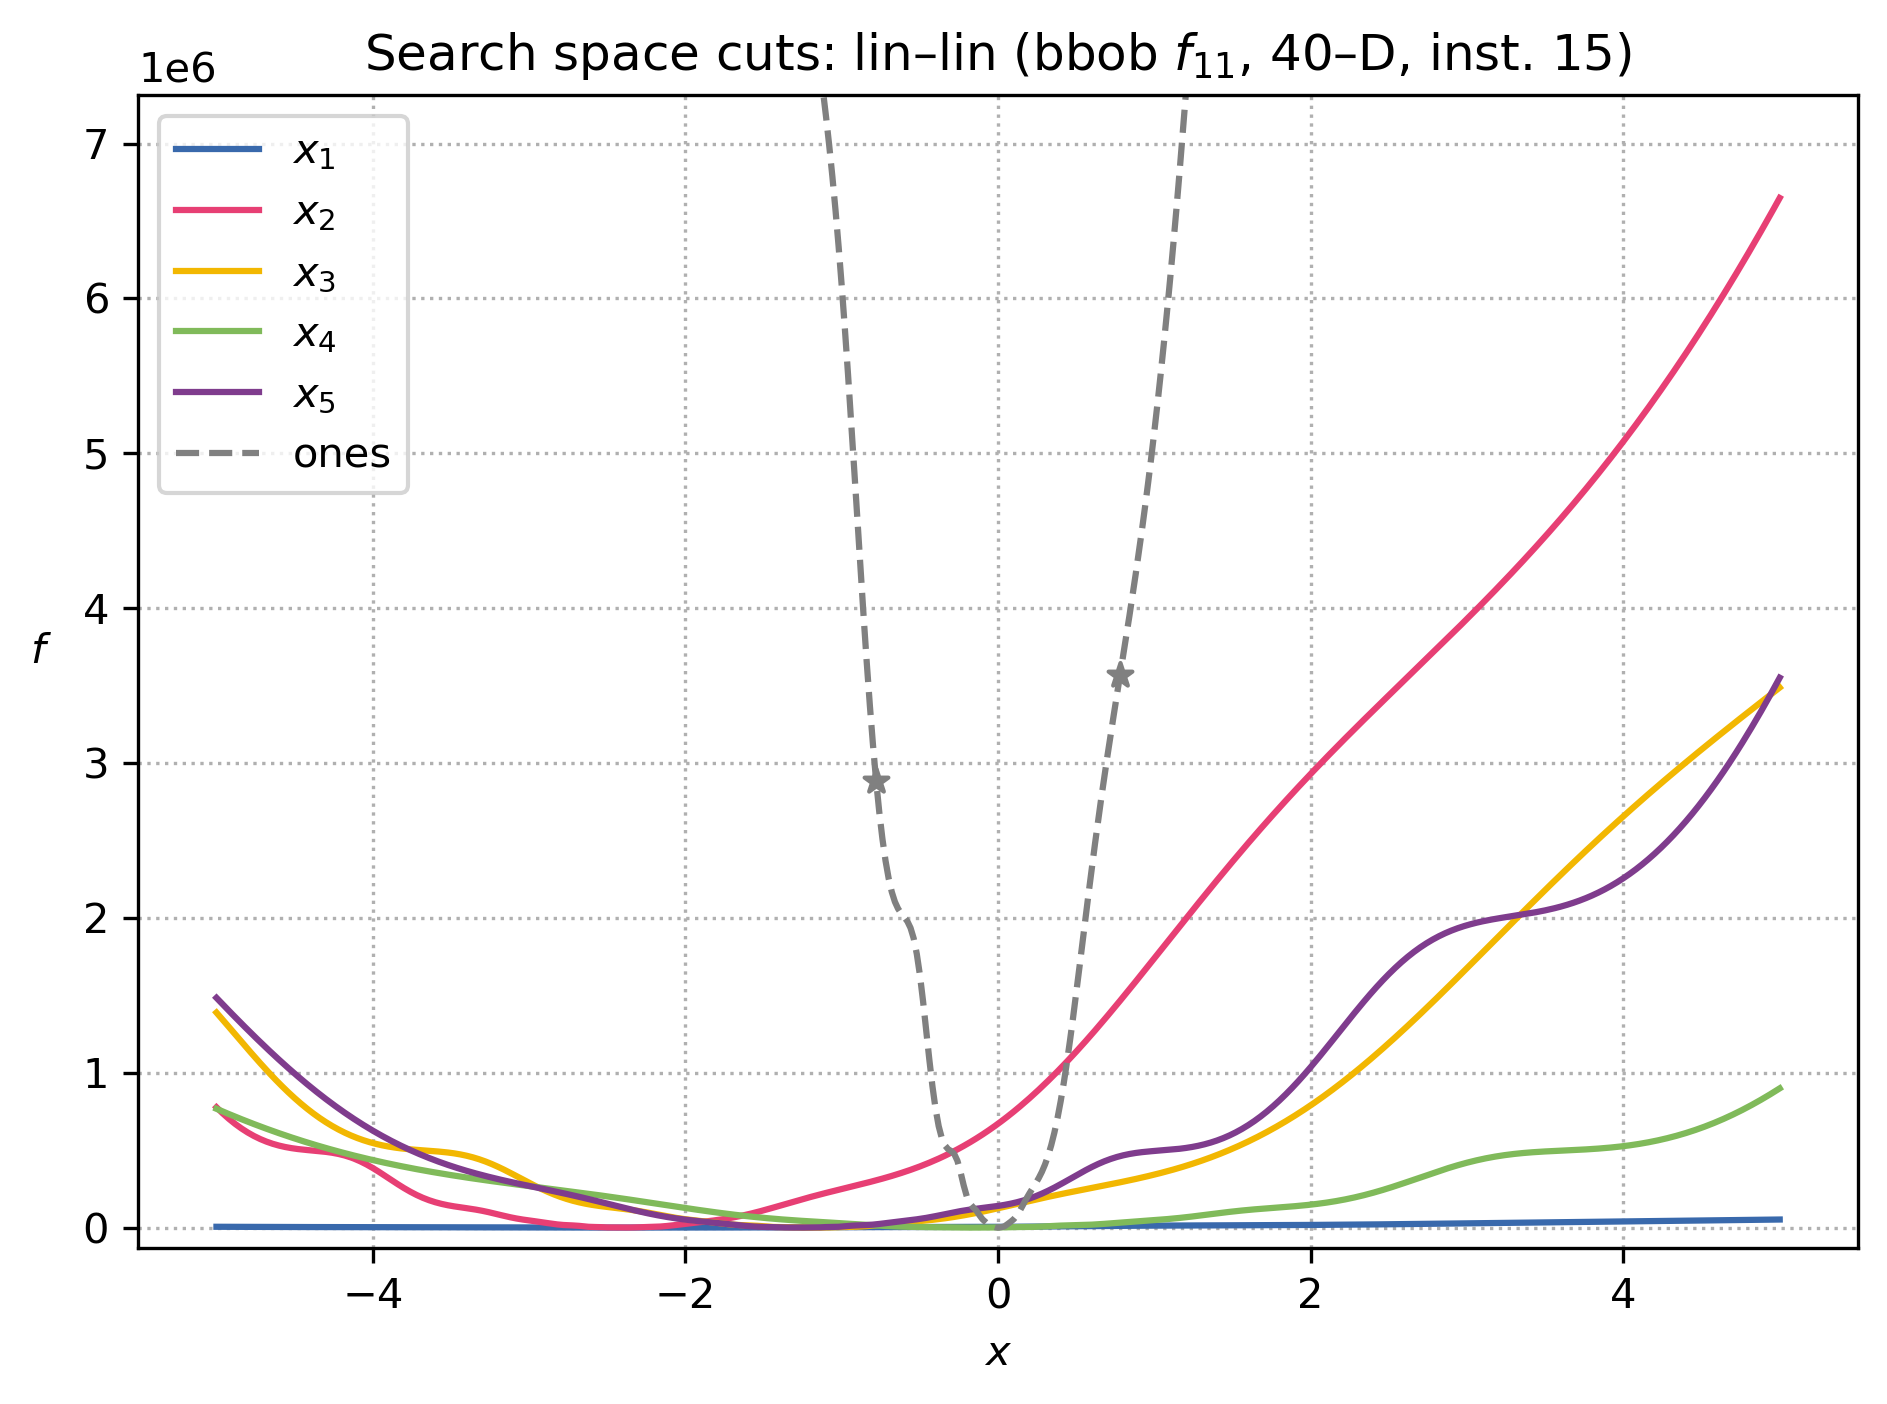 Search space cuts: lin–lin (bbob f₁₁, 40–D, inst. 15)
1e6
7
6
5
4
3
2
1
0
f
x₁
x₂
x₃
x₄
x₅
ones
−4 −2 0 2 4
x